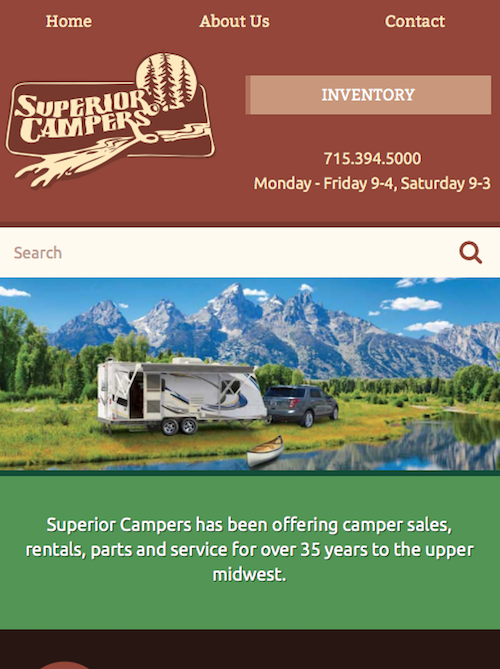 Home About Us Contact
SUPERIOR
CAMPERS
INVENTORY
715.394.5000
Monday - Friday 9-4, Saturday 9-3
Search
Superior Campers has been offering camper sales,
rentals, parts and service for over 35 years to the upper
midwest.